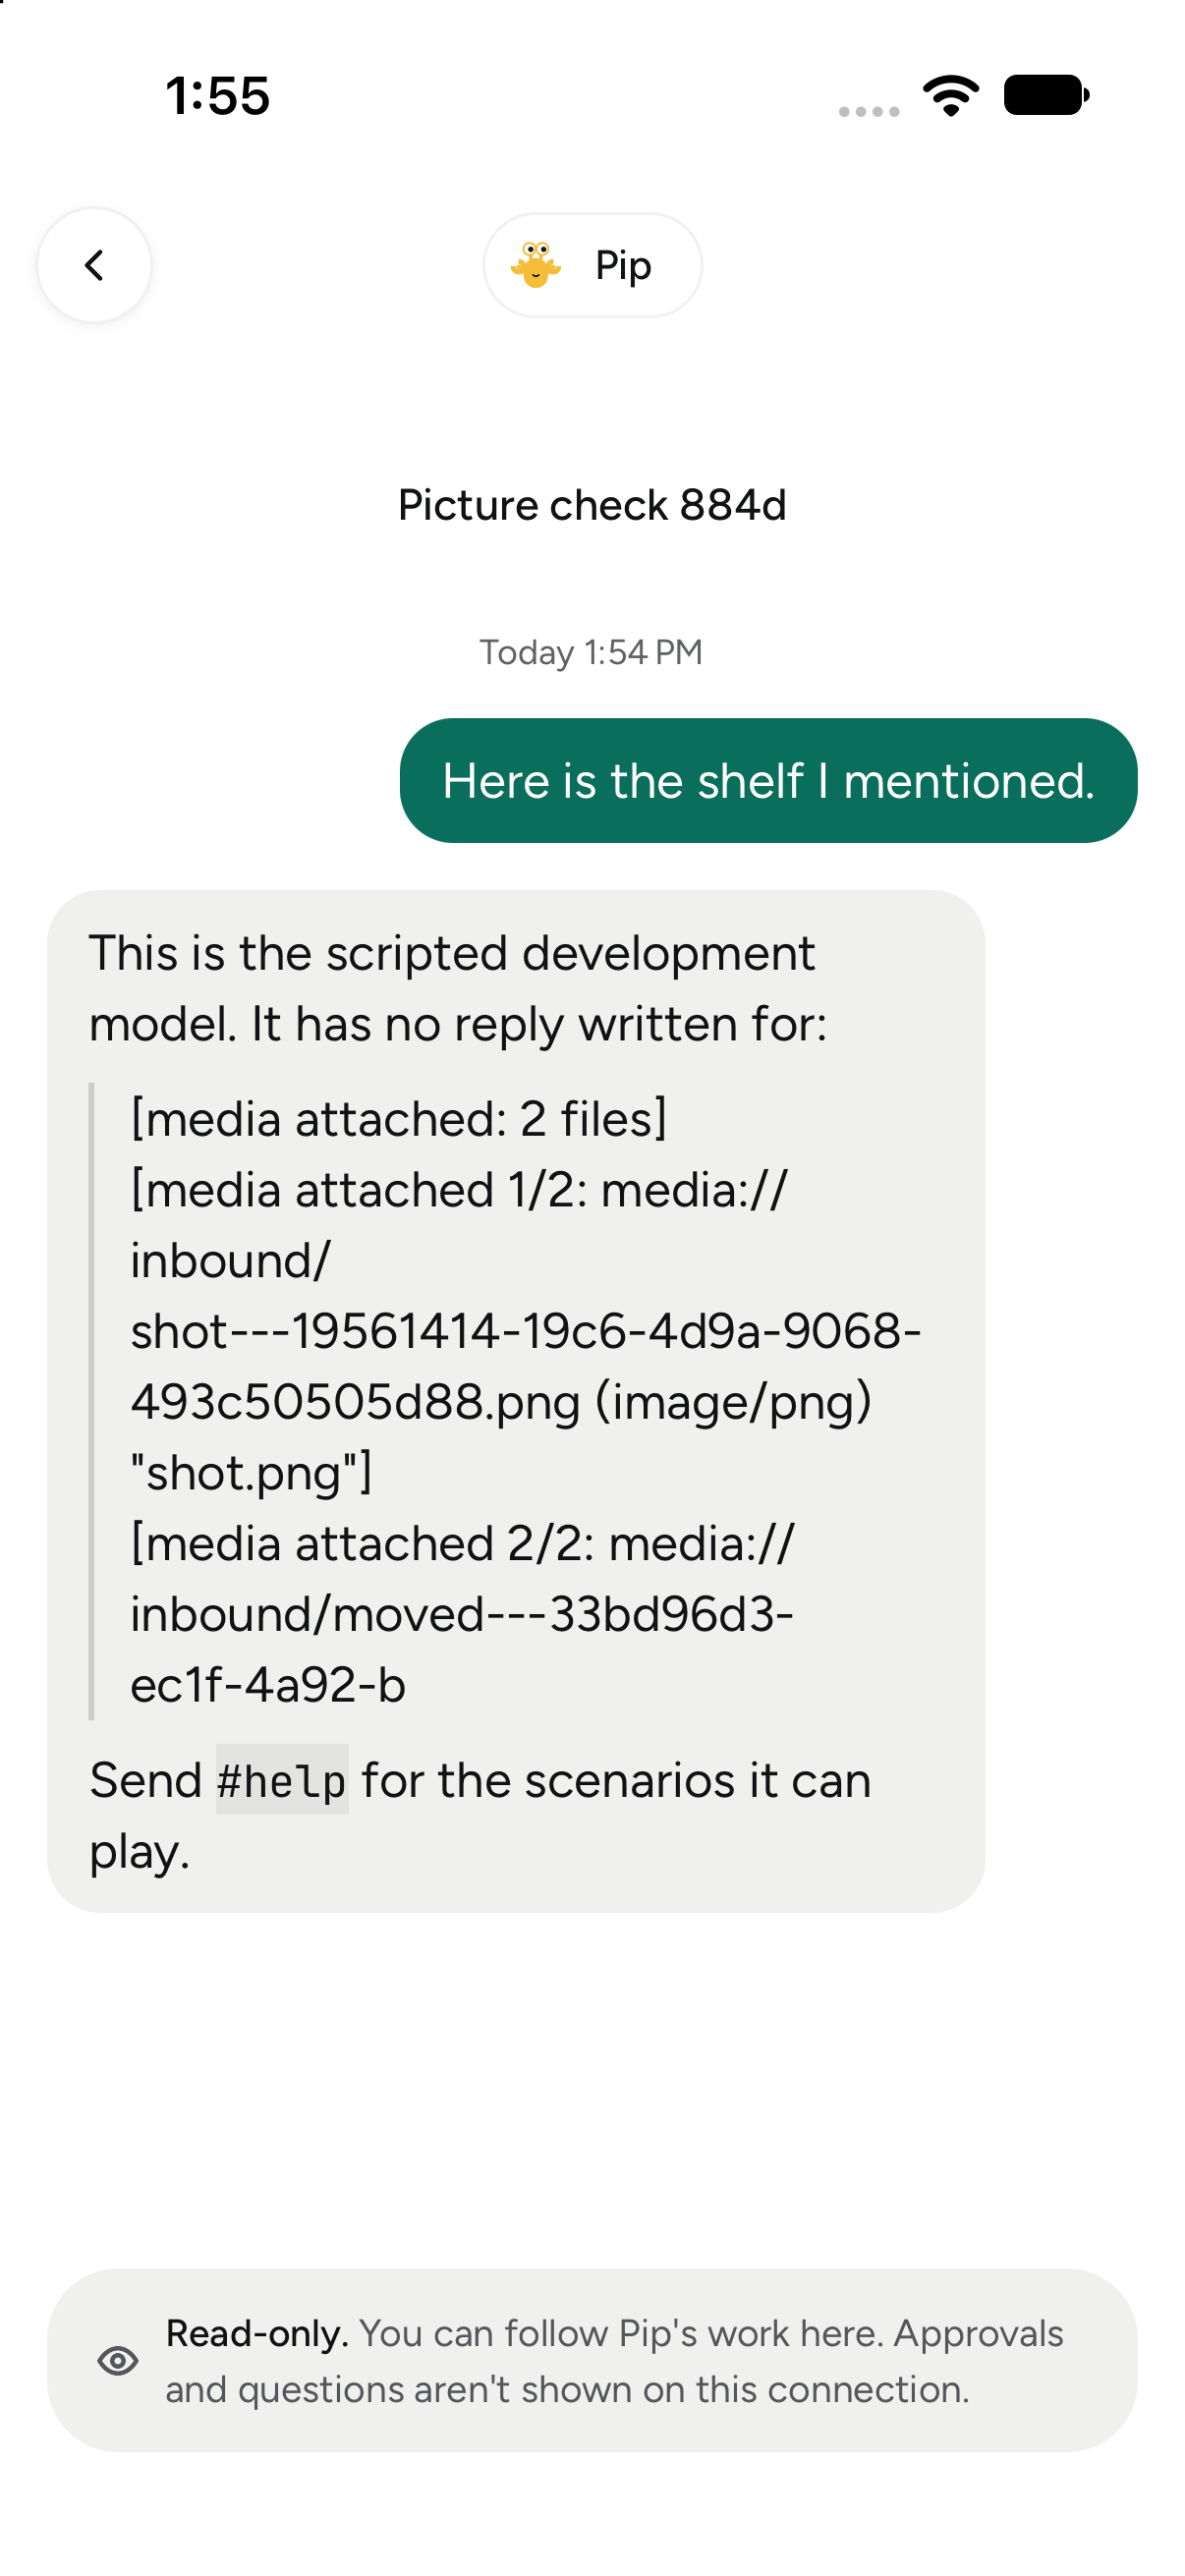 1:55
Pip
Picture check 884d
Today 1:54 PM
Here is the shelf I mentioned.
This is the scripted development
model. It has no reply written for:
[media attached: 2 files]
[media attached 1/2: media://
inbound/
shot---19561414-19c6-4d9a-9068-
493c50505d88.png (image/png)
"shot.png"]
[media attached 2/2: media://
inbound/moved---33bd96d3-
ec1f-4a92-b
Send #help for the scenarios it can
play.
Read-only. You can follow Pip's work here. Approvals
and questions aren't shown on this connection.